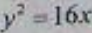 y² = 16x